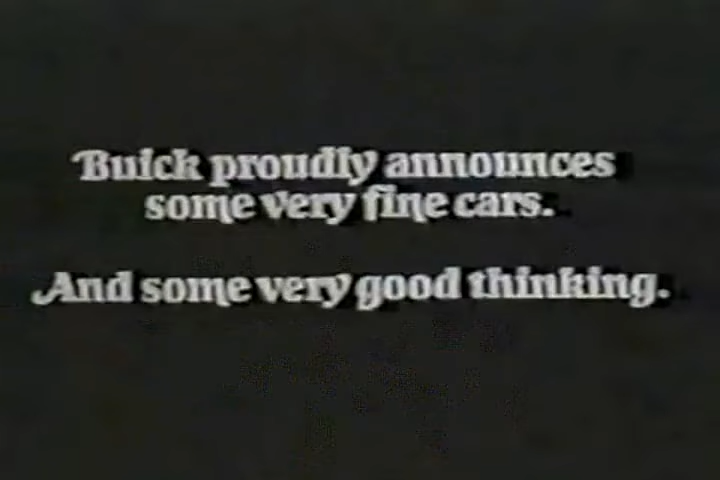 Buick proudly announces
some very fine cars.
And some very good thinking.